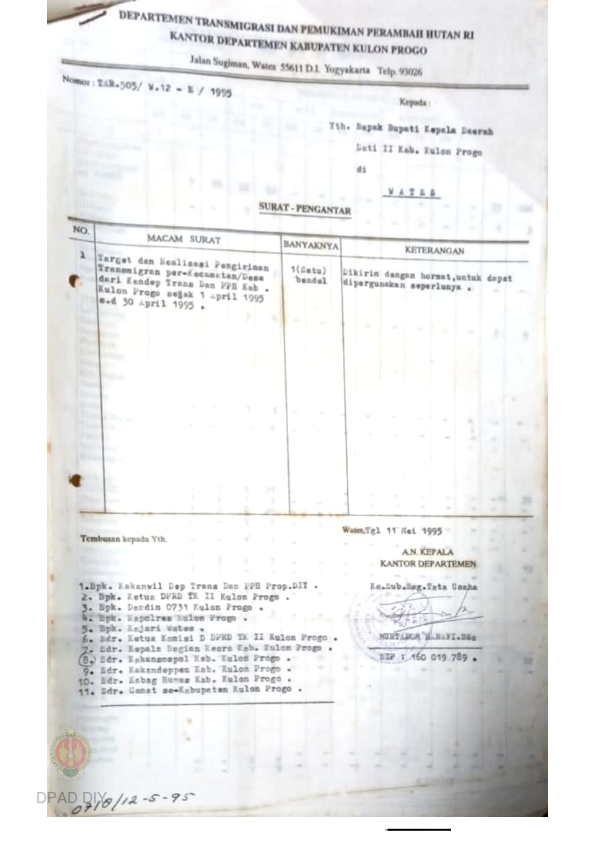 DEPARTEMEN TRANSMIGRASI DAN PEMUKIMAN PERAMBAH HUTAN RI
KANTOR DEPARTEMEN KABUPATEN KULON PROGO
Jalan Sugiman, Wates 55611 D.I. Yogyakarta Telp. 93026
Nomor : TAR.505/ W.12 - E / 1995
Kepada :
Yth. Bapak Bupati Kepala Daerah
Dati II Kab. Kulon Progo
di
W A T E S
SURAT - PENGANTAR
NO. MACAM SURAT BANYAKNYA KETERANGAN
1 Target dan Realisasi Pengiriman 1(Satu) Dikirim dengan hormat,untuk dapat
Transmigran per-Kecamatan/Desa bendel dipergunakan seperlunya .
dari Kandep Trans Dan PPH Kab .
Kulon Progo sejak 1 April 1995
s.d 30 April 1995 .
Wates,Tgl 11 Mei 1995
Tembusan kepada Yth.
A.N. KEPALA
KANTOR DEPARTEMEN
Ka.Sub.Bag.Tata Usaha
1.Bpk. Kakanwil Dep Trans Dan PPH Prop.DIY .
2. Bpk. Ketua DPRD TK II Kulon Progo .
3. Bpk. Dandim 0731 Kulon Progo .
4. Bpk. Kapolres Kulon Progo .
5. Bpk. Kajari Wates .
6. Sdr. Ketua Komisi D DPRD TK II Kulon Progo .
7. Sdr. Kepala Bagian Kesra Kab. Kulon Progo .
8. Sdr. Kakansospol Kab. Kulon Progo .
9. Sdr. Kakandeppen Kab. Kulon Progo .
10. Sdr. Kabag Humas Kab. Kulon Progo .
11. Sdr. Camat se-Kabupaten Kulon Progo .
NIP : 160 019 789 .
DPAD DIY
0718/12-5-95